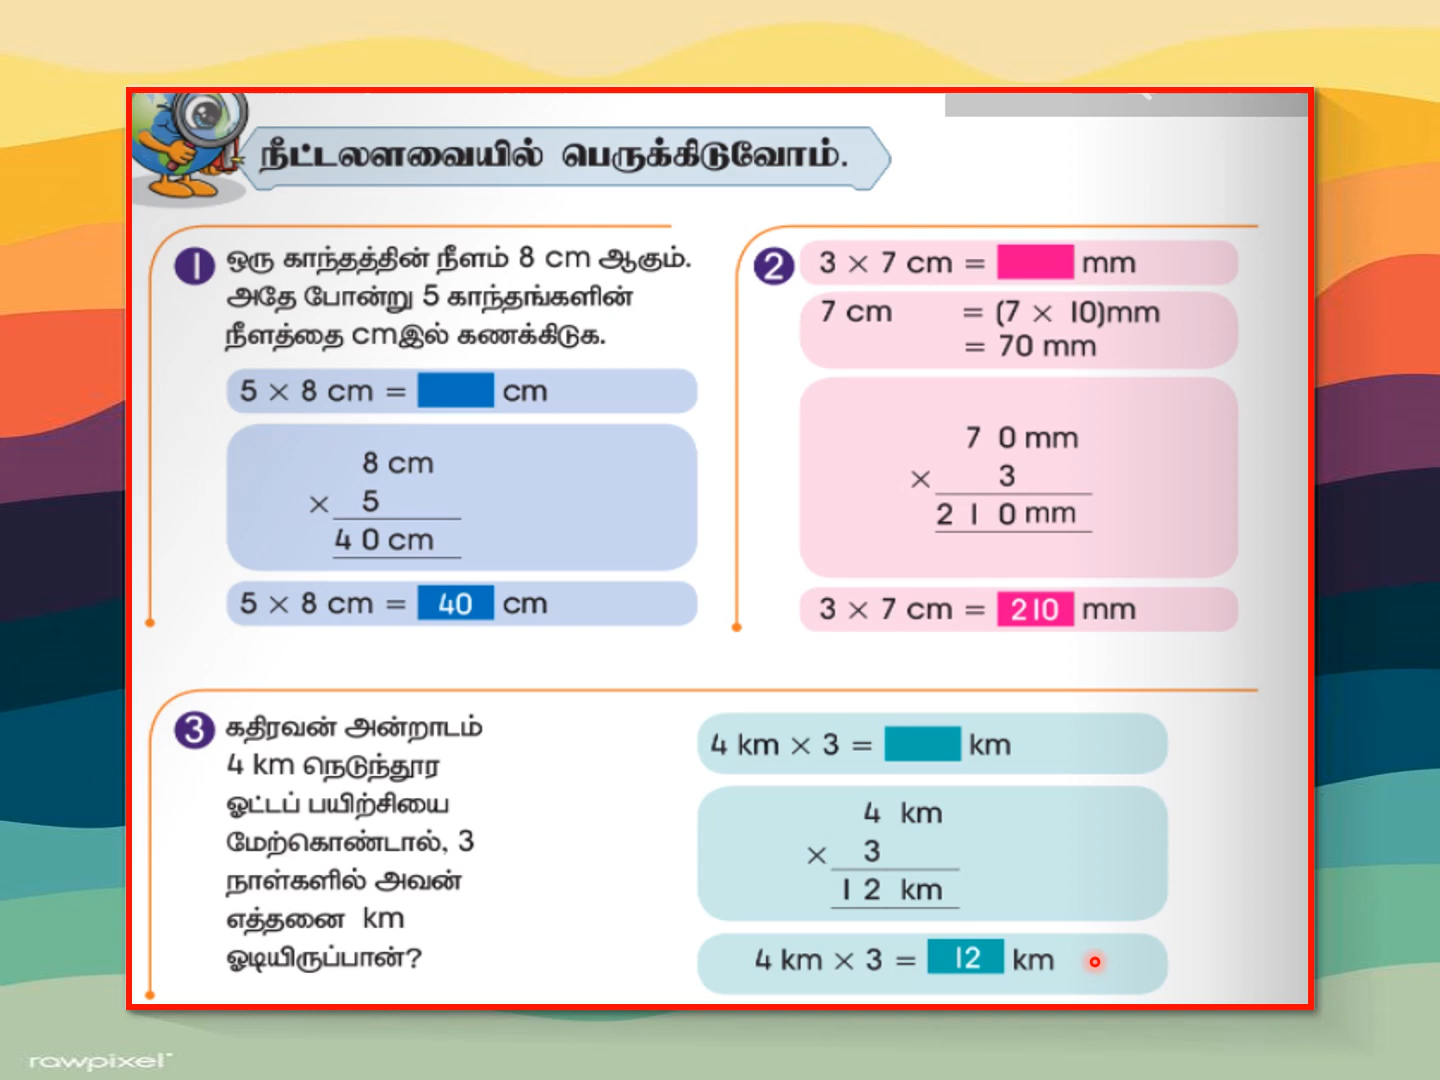 நீட்டலளவையில் பெருக்கிடுவோம்.
1 ஒரு காந்தத்தின் நீளம் 8 cm ஆகும்.
அதே போன்று 5 காந்தங்களின்
நீளத்தை cmஇல் கணக்கிடுக.
5 × 8 cm = cm
8 cm
× 5
4 0 cm
5 × 8 cm = 40 cm
2 3 × 7 cm = mm
7 cm = (7 × 10)mm
= 70 mm
7 0 mm
× 3
2 1 0 mm
3 × 7 cm = 210 mm
3 கதிரவன் அன்றாடம்
4 km நெடுந்தூர
ஓட்டப் பயிற்சியை
மேற்கொண்டால், 3
நாள்களில் அவன்
எத்தனை km
ஓடியிருப்பான்?
4 km × 3 = km
4 km
× 3
1 2 km
4 km × 3 = 12 km
rawpixel